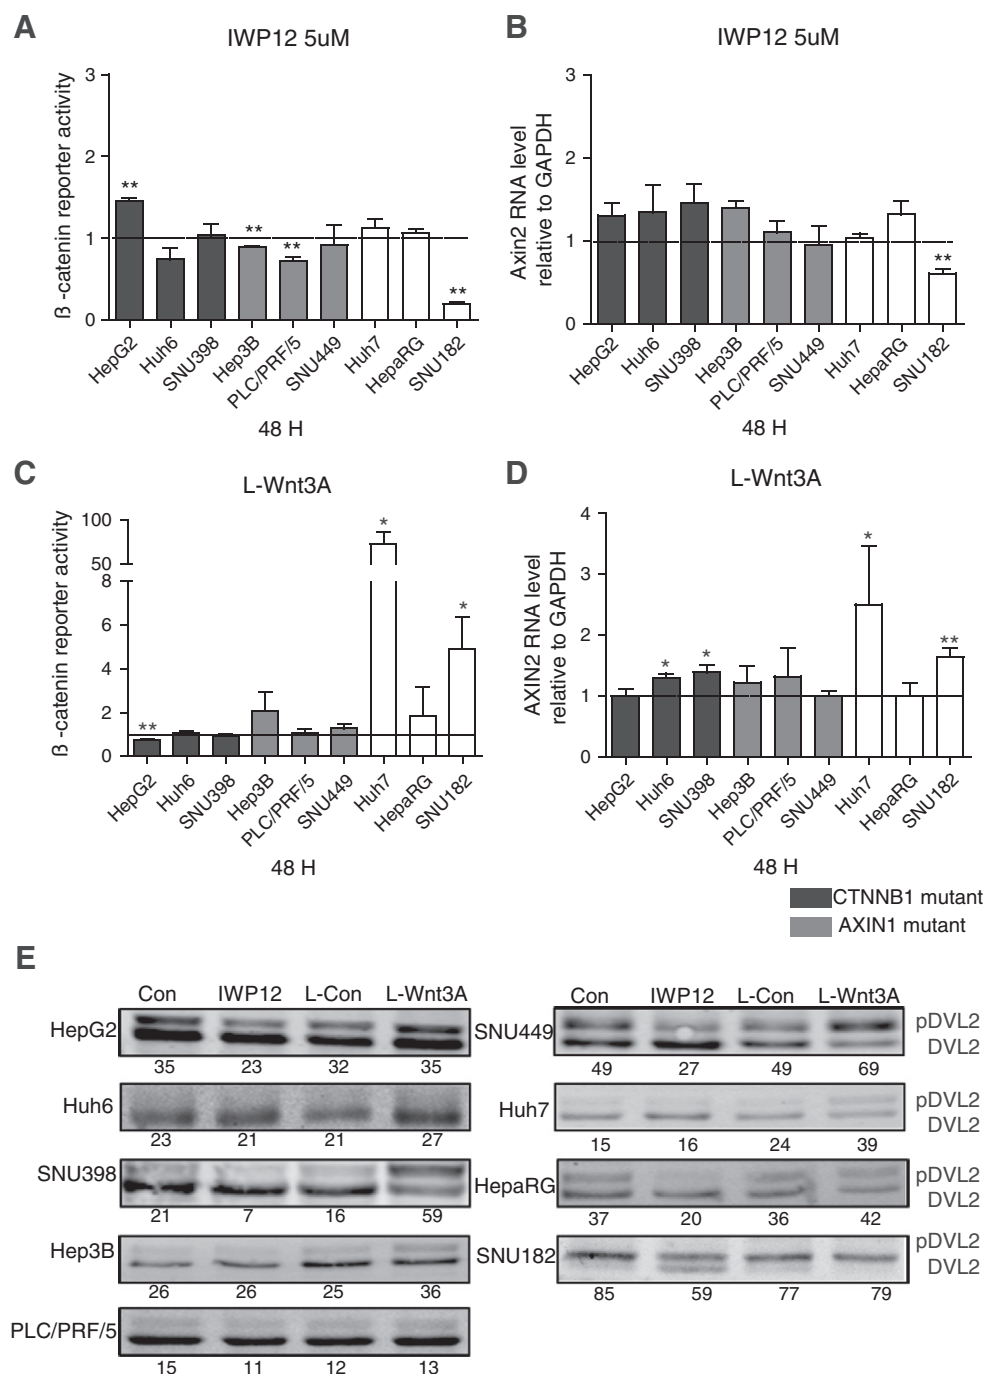 A
IWP12 5uM
ß -catenin reporter activity
3
2
1
0
**
**
**
**
HepG2
Huh6
SNU398
Hep3B
PLC/PRF/5
SNU449
Huh7
HepaRG
SNU182
48 H
B
IWP12 5uM
Axin2 RNA level
relative to GAPDH
3
2
1
0
**
HepG2
Huh6
SNU398
Hep3B
PLC/PRF/5
SNU449
Huh7
HepaRG
SNU182
48 H
C
L-Wnt3A
ß -catenin reporter activity
100
50
8
6
4
2
0
**
*
*
HepG2
Huh6
SNU398
Hep3B
PLC/PRF/5
SNU449
Huh7
HepaRG
SNU182
48 H
D
L-Wnt3A
AXIN2 RNA level
relative to GAPDH
4
3
2
1
0
*
*
*
**
HepG2
Huh6
SNU398
Hep3B
PLC/PRF/5
SNU449
Huh7
HepaRG
SNU182
48 H
CTNNB1 mutant
AXIN1 mutant
E
Con IWP12 L-Con L-Wnt3A
HepG2
35 23 32 35
Huh6
23 21 21 27
SNU398
21 7 16 59
Hep3B
26 26 25 36
PLC/PRF/5
15 11 12 13
Con IWP12 L-Con L-Wnt3A
SNU449
pDVL2
DVL2
49 27 49 69
Huh7
pDVL2
DVL2
15 16 24 39
HepaRG
pDVL2
DVL2
37 20 36 42
SNU182
pDVL2
DVL2
85 59 77 79